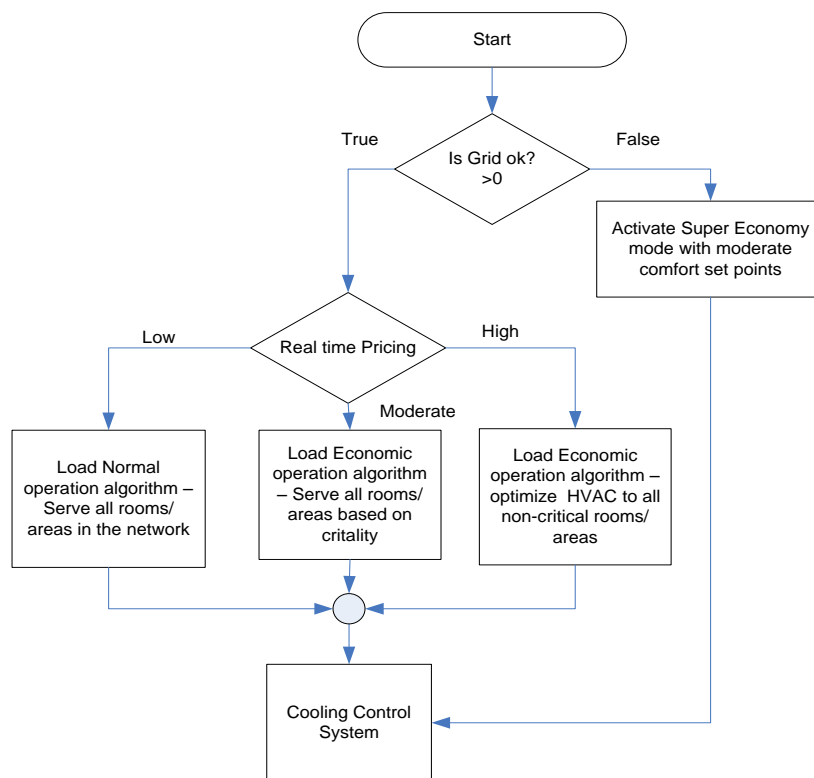 Start
True
Is Grid ok?
>0
False
Activate Super Economy
mode with moderate
comfort set points
Low
Real time Pricing
High
Moderate
Load Normal
operation algorithm –
Serve all rooms/
areas in the network
Load Economic
operation algorithm
– Serve all rooms/
areas based on
critality
Load Economic
operation algorithm –
optimize HVAC to all
non-critical rooms/
areas
Cooling Control
System